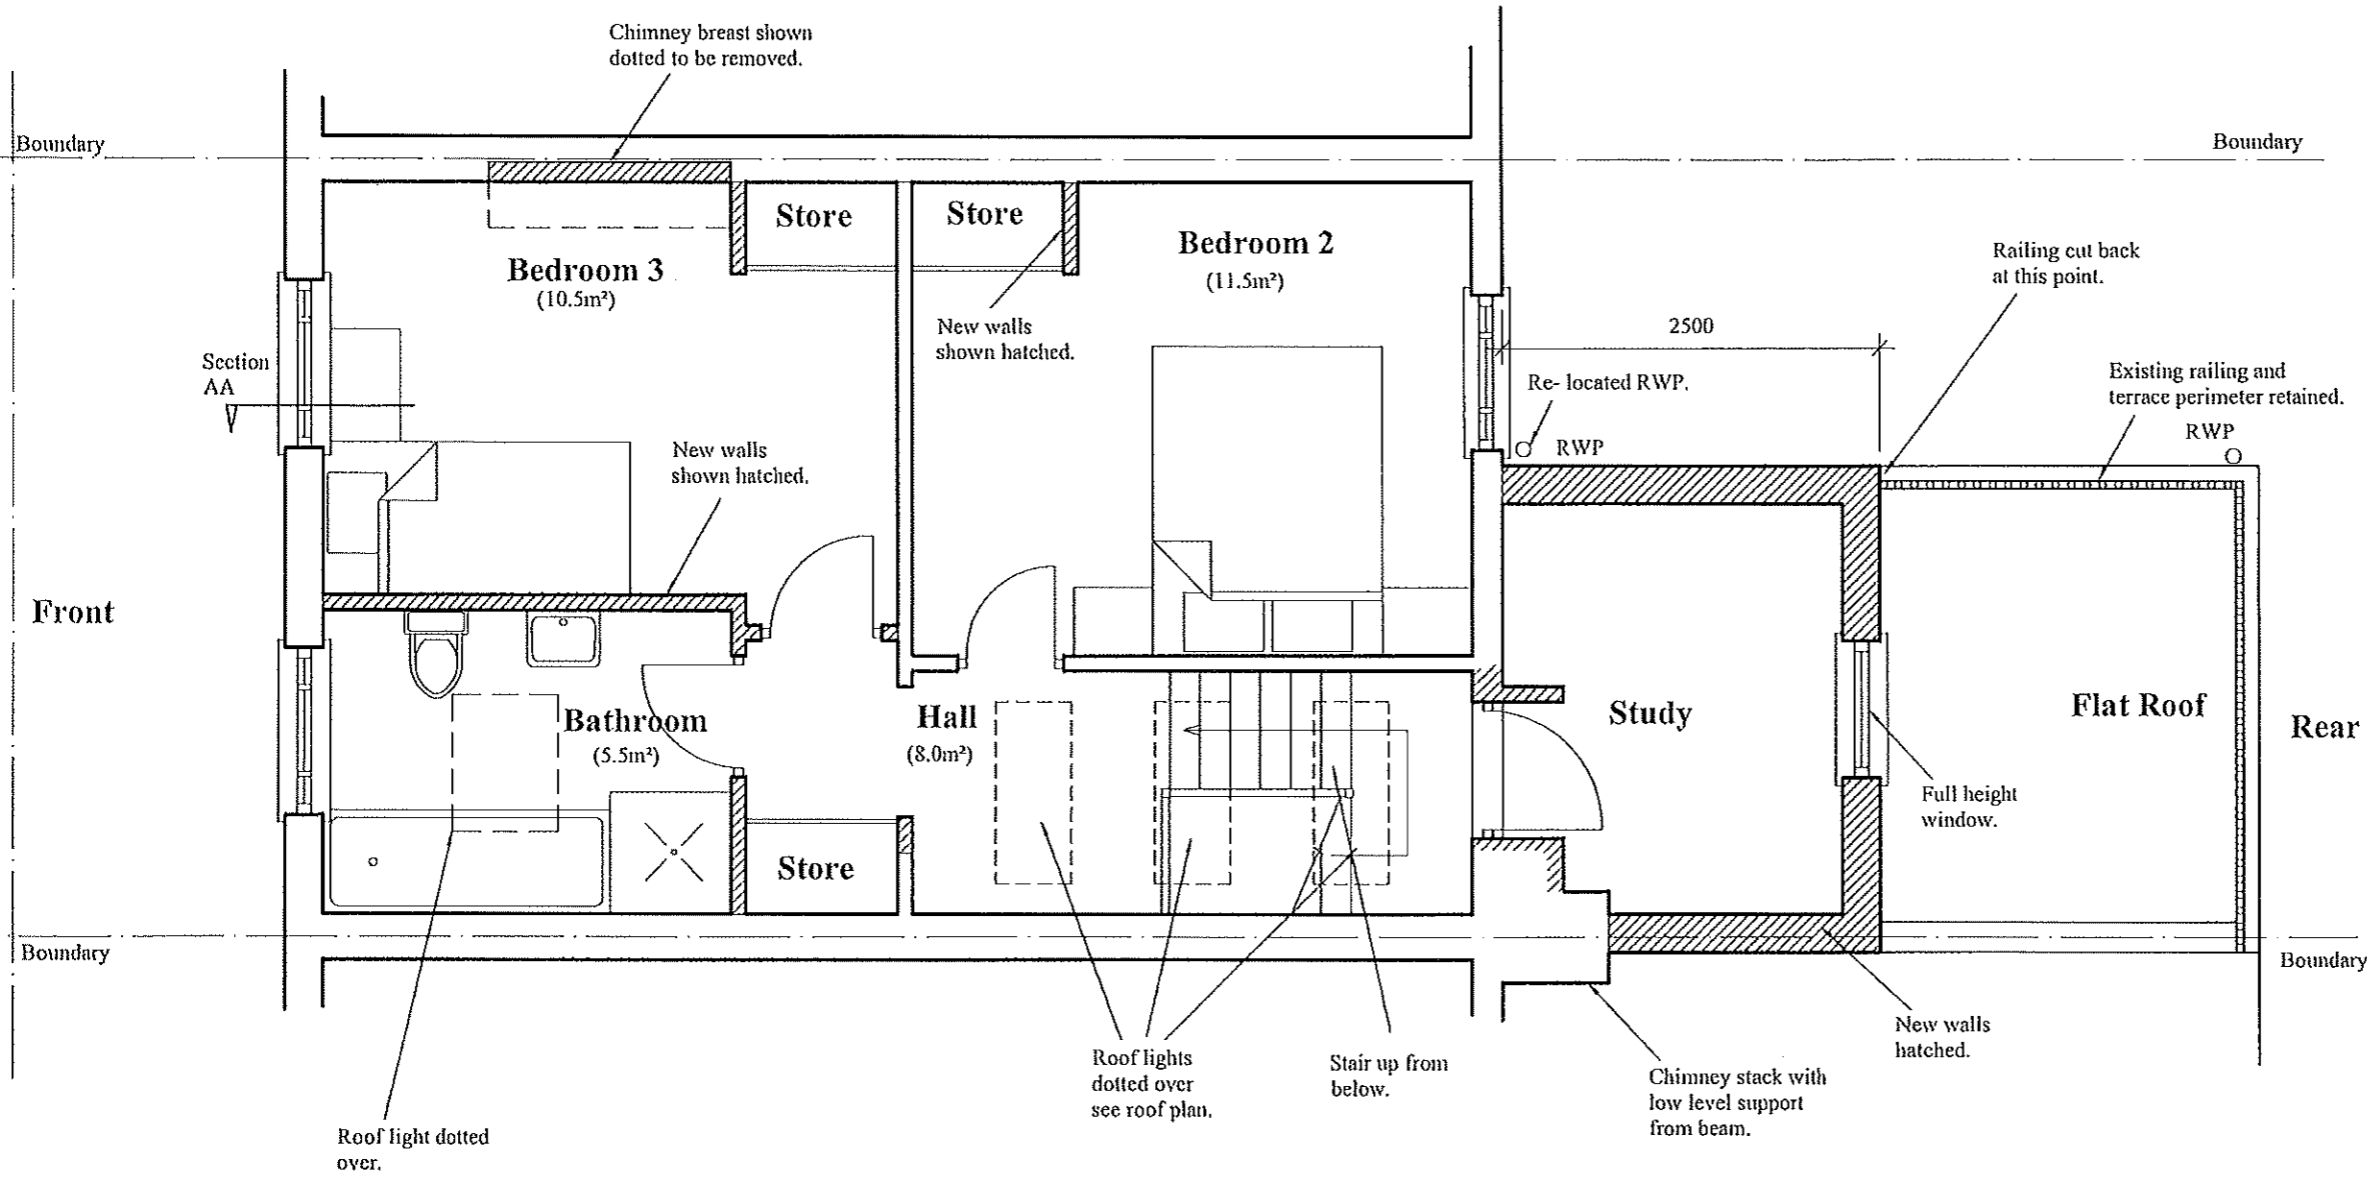 Chimney breast shown
dotted to be removed.
Boundary
Boundary
Store
Store
Bedroom 2
(11.5m²)
Bedroom 3
(10.5m²)
Railing cut back
at this point.
New walls
shown hatched.
2500
Section
AA
Re- located RWP.
RWP
Existing railing and
terrace perimeter retained.
RWP
New walls
shown hatched.
Front
Bathroom
(5.5m²)
Hall
(8.0m²)
Study
Flat Roof
Rear
Full height
window.
Store
Boundary
Boundary
New walls
hatched.
Roof lights
dotted over
see roof plan.
Stair up from
below.
Chimney stack with
low level support
from beam.
Roof light dotted
over.